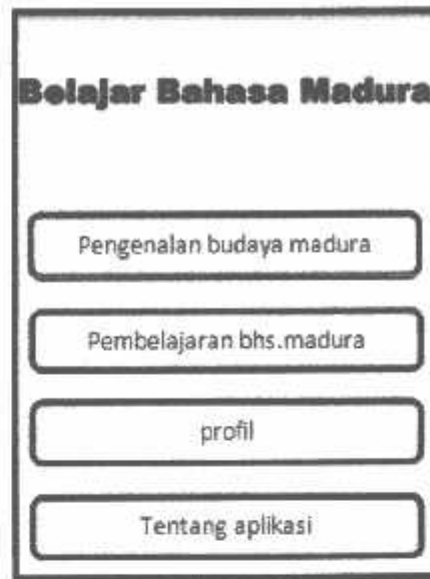 Belajar Bahasa Madura
Pengenalan budaya madura
Pembelajaran bhs.madura
profil
Tentang aplikasi